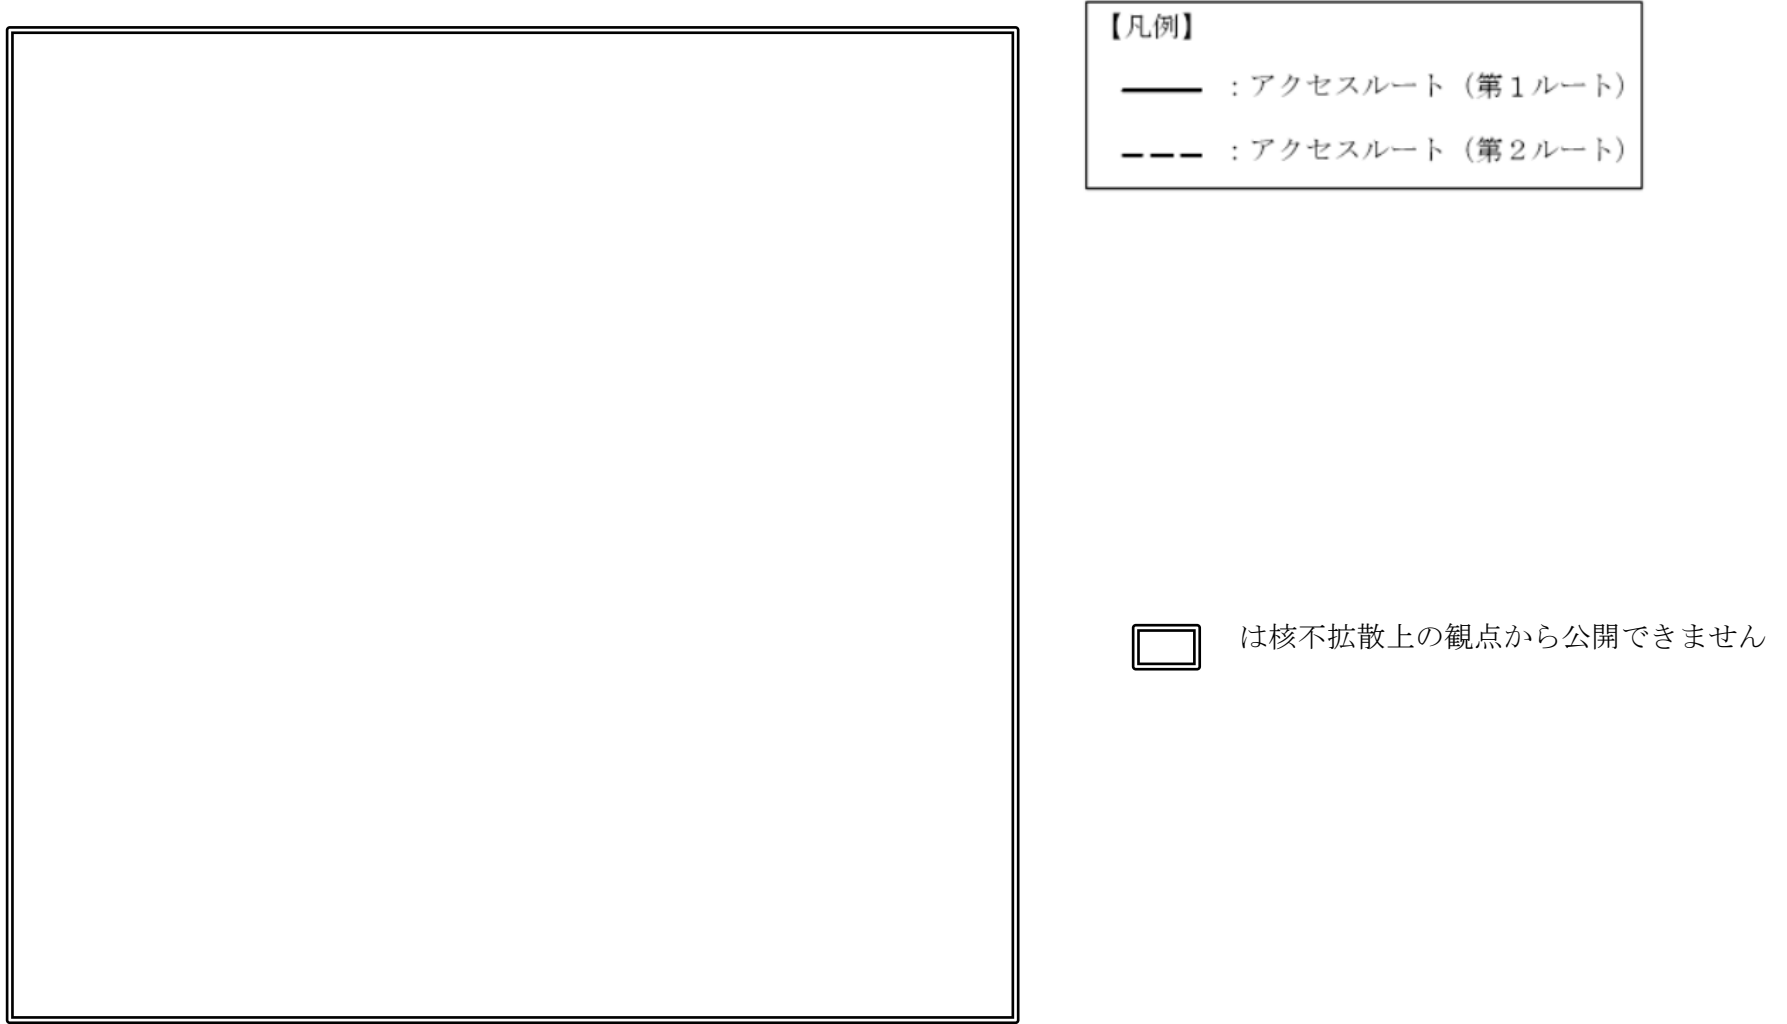 【凡例】
：アクセスルート（第１ルート）
：アクセスルート（第２ルート）
は核不拡散上の観点から公開できません